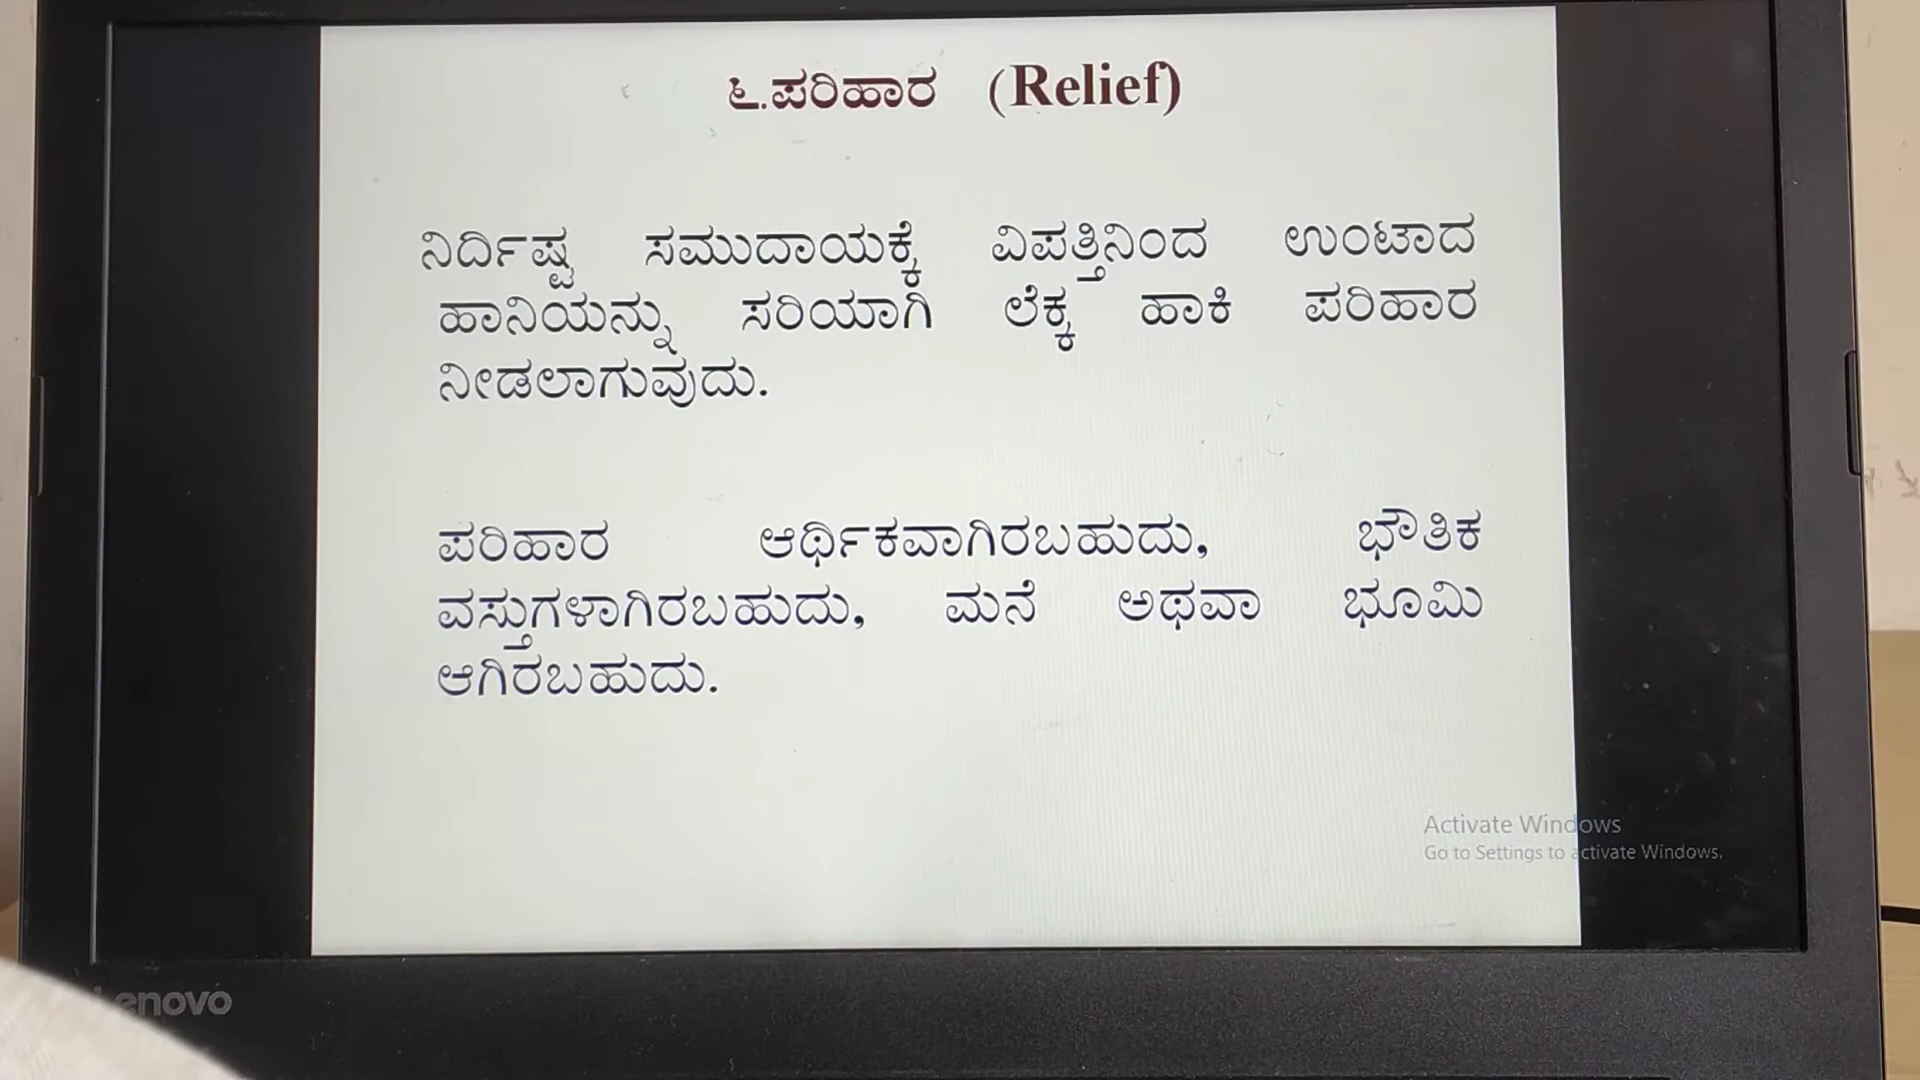 ೬.ಪರಿಹಾರ (Relief)
ನಿರ್ದಿಷ್ಟ ಸಮುದಾಯಕ್ಕೆ ವಿಪತ್ತಿನಿಂದ ಉಂಟಾದ
ಹಾನಿಯನ್ನು ಸರಿಯಾಗಿ ಲೆಕ್ಕ ಹಾಕಿ ಪರಿಹಾರ
ನೀಡಲಾಗುವುದು.
ಪರಿಹಾರ ಆರ್ಥಿಕವಾಗಿರಬಹುದು, ಭೌತಿಕ
ವಸ್ತುಗಳಾಗಿರಬಹುದು, ಮನೆ ಅಥವಾ ಭೂಮಿ
ಆಗಿರಬಹುದು.
Activate Windows
Go to Settings to activate Windows.
Lenovo